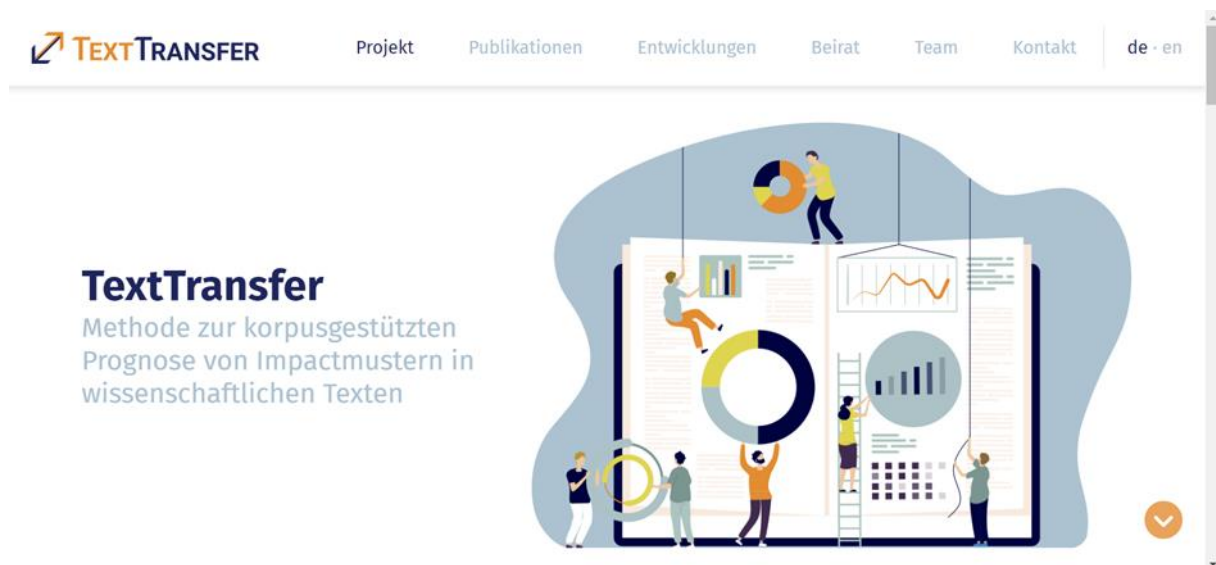 TEXTTRANSFER
Projekt Publikationen Entwicklungen Beirat Team Kontakt de · en
TextTransfer
Methode zur korpusgestützten
Prognose von Impactmustern in
wissenschaftlichen Texten